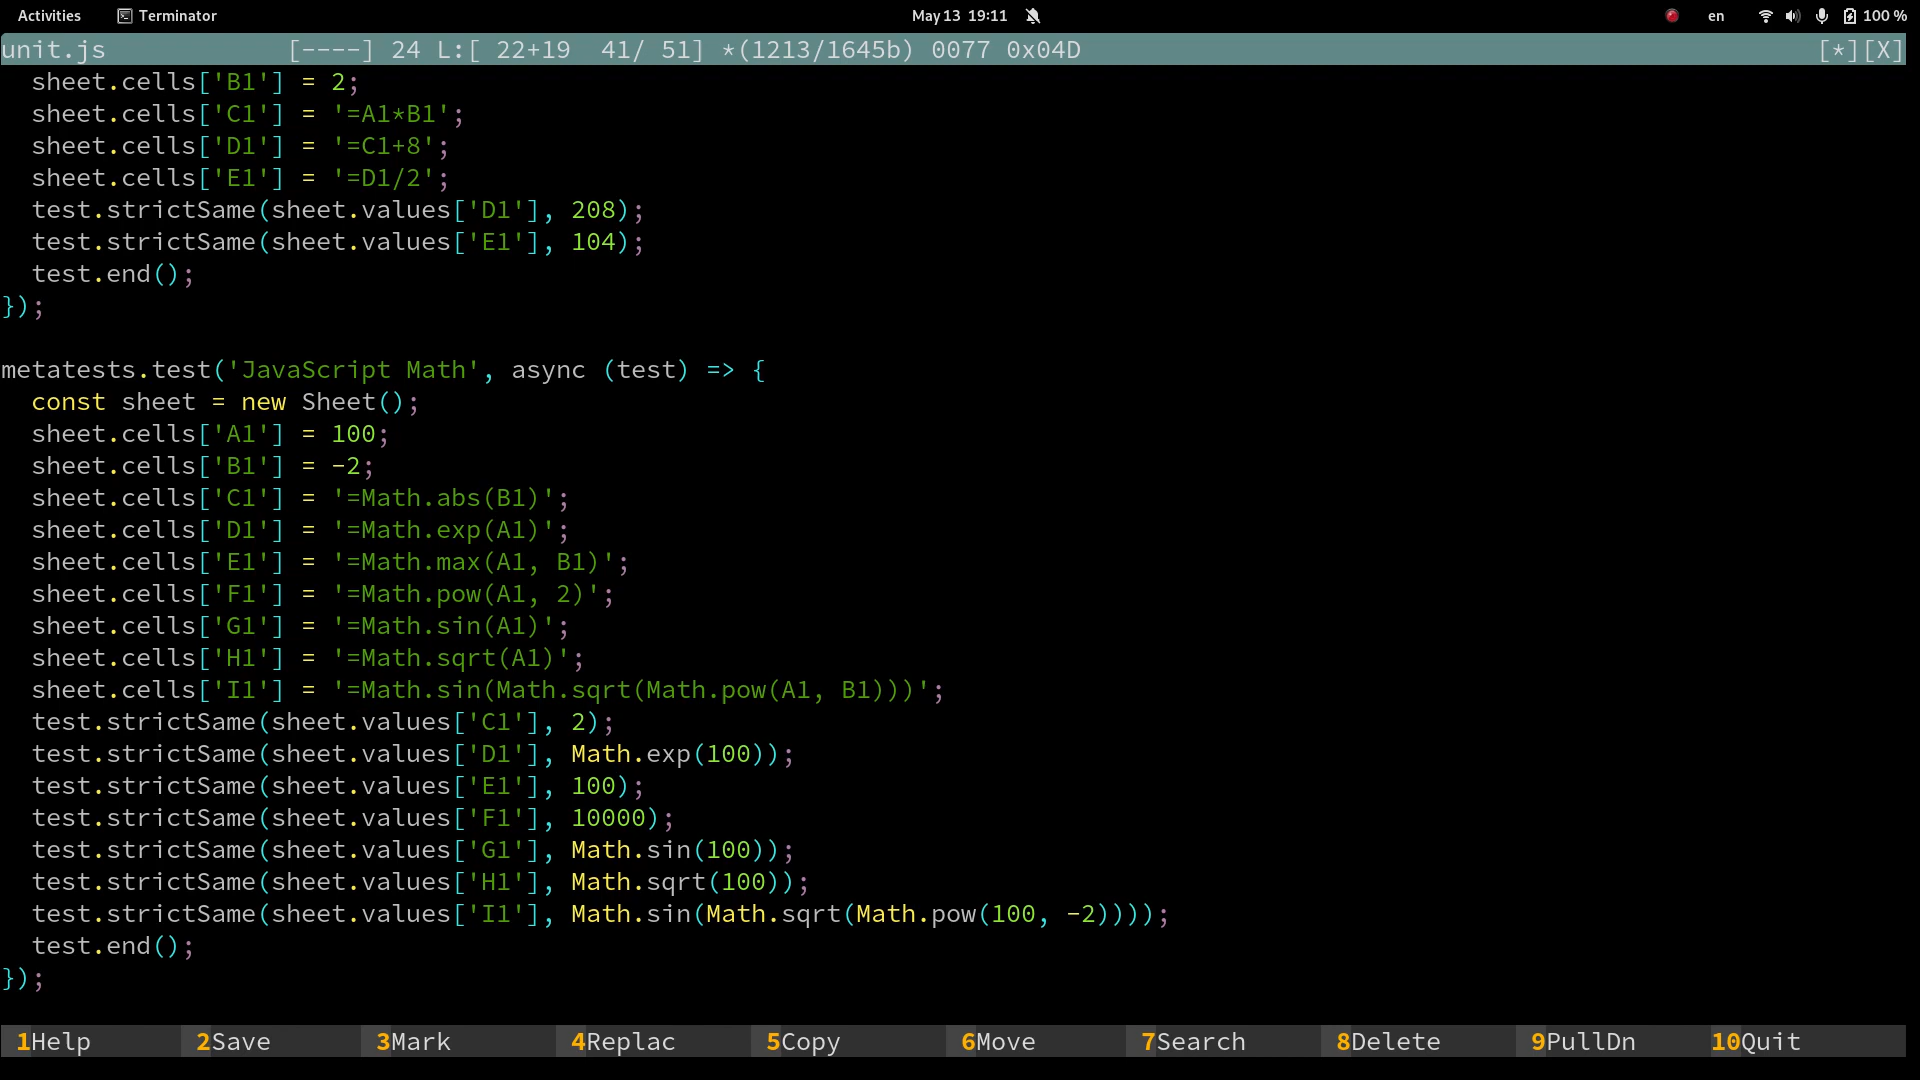 Activities Terminator May 13 19:11 en 100 %
unit.js [----] 24 L:[ 22+19 41/ 51] *(1213/1645b) 0077 0x04D [*][X]
  sheet.cells['B1'] = 2;
  sheet.cells['C1'] = '=A1*B1';
  sheet.cells['D1'] = '=C1+8';
  sheet.cells['E1'] = '=D1/2';
  test.strictSame(sheet.values['D1'], 208);
  test.strictSame(sheet.values['E1'], 104);
  test.end();
});
metatests.test('JavaScript Math', async (test) => {
  const sheet = new Sheet();
  sheet.cells['A1'] = 100;
  sheet.cells['B1'] = -2;
  sheet.cells['C1'] = '=Math.abs(B1)';
  sheet.cells['D1'] = '=Math.exp(A1)';
  sheet.cells['E1'] = '=Math.max(A1, B1)';
  sheet.cells['F1'] = '=Math.pow(A1, 2)';
  sheet.cells['G1'] = '=Math.sin(A1)';
  sheet.cells['H1'] = '=Math.sqrt(A1)';
  sheet.cells['I1'] = '=Math.sin(Math.sqrt(Math.pow(A1, B1)))';
  test.strictSame(sheet.values['C1'], 2);
  test.strictSame(sheet.values['D1'], Math.exp(100));
  test.strictSame(sheet.values['E1'], 100);
  test.strictSame(sheet.values['F1'], 10000);
  test.strictSame(sheet.values['G1'], Math.sin(100));
  test.strictSame(sheet.values['H1'], Math.sqrt(100));
  test.strictSame(sheet.values['I1'], Math.sin(Math.sqrt(Math.pow(100, -2))));
  test.end();
});
1Help 2Save 3Mark 4Replac 5Copy 6Move 7Search 8Delete 9PullDn 10Quit